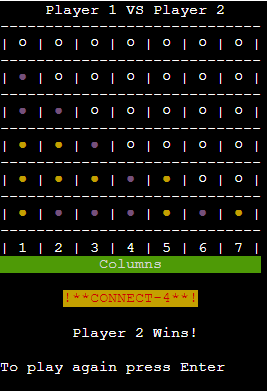 Player 1 VS Player 2
-----------------------------
| O | O | O | O | O | O | O |
-----------------------------
| ● | O | O | O | O | O | O |
-----------------------------
| ● | ● | O | O | O | O | O |
-----------------------------
| ● | ● | ● | O | O | O | O |
-----------------------------
| ● | ● | ● | ● | ● | O | O |
-----------------------------
| ● | ● | ● | ● | ● | ● | ● |
-----------------------------
| 1 | 2 | 3 | 4 | 5 | 6 | 7 |
Columns
!**CONNECT-4**!
Player 2 Wins!
To play again press Enter